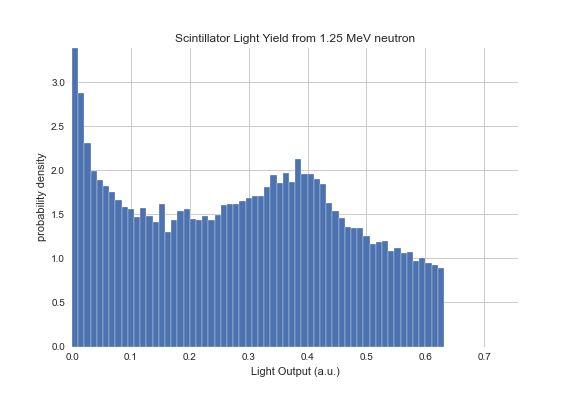 Scintillator Light Yield from 1.25 MeV neutron
probability density
3.0
2.5
2.0
1.5
1.0
0.5
0.0
0.0 0.1 0.2 0.3 0.4 0.5 0.6 0.7
Light Output (a.u.)